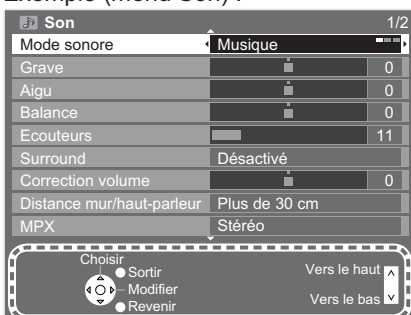 Exemple (menu Son) :
Son 1/2
Mode sonore Musique
Grave 0
Aigu 0
Balance 0
Ecouteurs 11
Surround Désactivé
Correction volume 0
Distance mur/haut-parleur Plus de 30 cm
MPX Stéréo
Choisir
Sortir
Modifier
Revenir
Vers le haut
Vers le bas